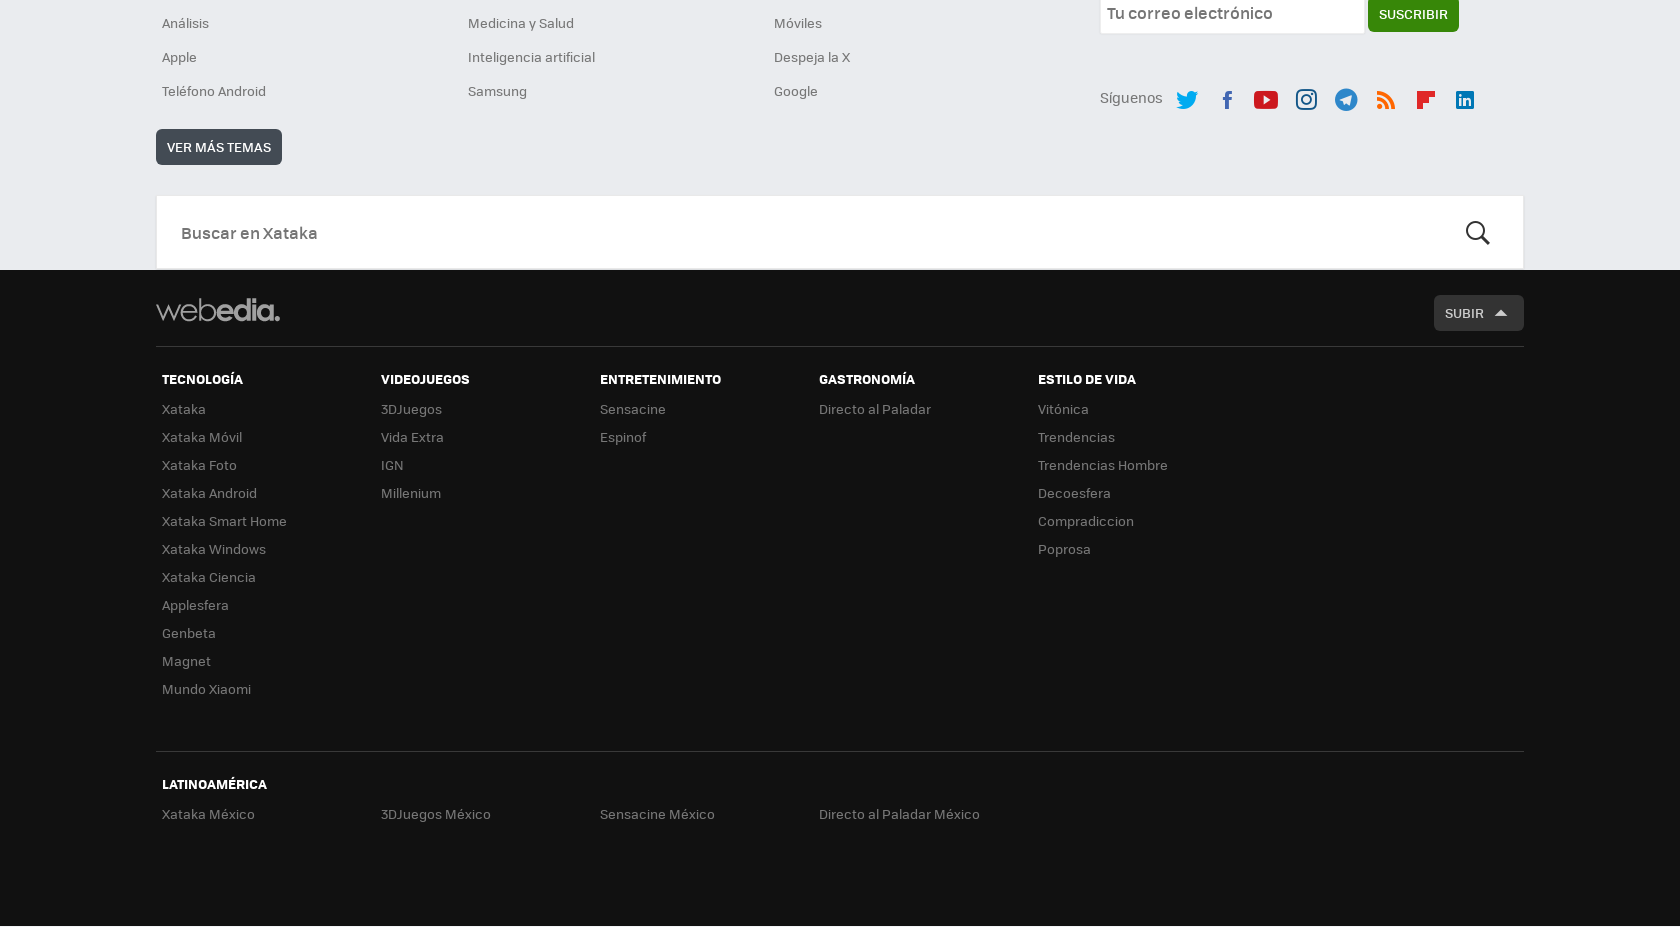 Análisis
Medicina y Salud
Móviles
Tu correo electrónico
SUSCRIBIR
Apple
Inteligencia artificial
Despeja la X
Teléfono Android
Samsung
Google
Síguenos
VER MÁS TEMAS
Buscar en Xataka
webedia.
SUBIR
TECNOLOGÍA
Xataka
Xataka Móvil
Xataka Foto
Xataka Android
Xataka Smart Home
Xataka Windows
Xataka Ciencia
Applesfera
Genbeta
Magnet
Mundo Xiaomi
VIDEOJUEGOS
3DJuegos
Vida Extra
IGN
Millenium
ENTRETENIMIENTO
Sensacine
Espinof
GASTRONOMÍA
Directo al Paladar
ESTILO DE VIDA
Vitónica
Trendencias
Trendencias Hombre
Decoesfera
Compradiccion
Poprosa
LATINOAMÉRICA
Xataka México
3DJuegos México
Sensacine México
Directo al Paladar México